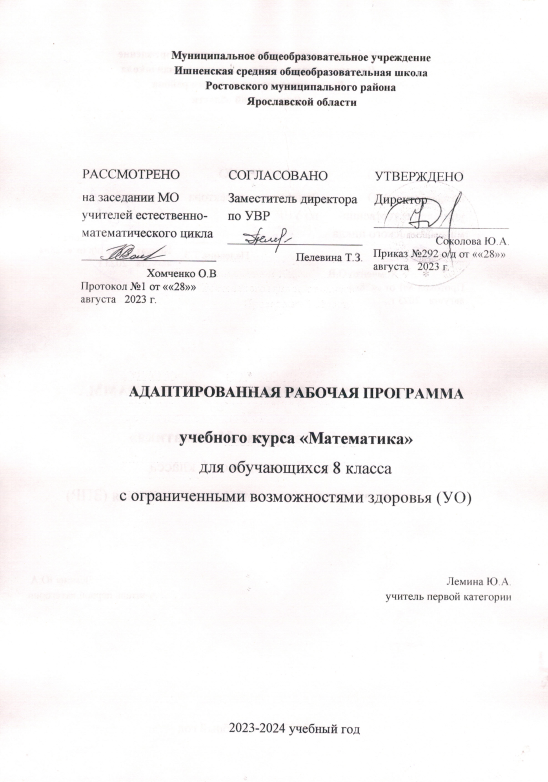 Муниципальное общеобразовательное учреждение
Ишненская средняя общеобразовательная школа
Ростовского муниципального района
Ярославской области
РАССМОТРЕНО
на заседании МО
учителей естественно-
математического цикла
Хомченко О.В
Протокол №1 от ««28»»
августа 2023 г.
СОГЛАСОВАНО
Заместитель директора
по УВР
Пелевина Т.З.
УТВЕРЖДЕНО
Директор
Соколова Ю.А.
Приказ №292 о/д от ««28»»
августа 2023 г.
АДАПТИРОВАННАЯ РАБОЧАЯ ПРОГРАММА
учебного курса «Математика»
для обучающихся 8 класса
с ограниченными возможностями здоровья (УО)
Лемина Ю.А.
учитель первой категории
2023-2024 учебный год